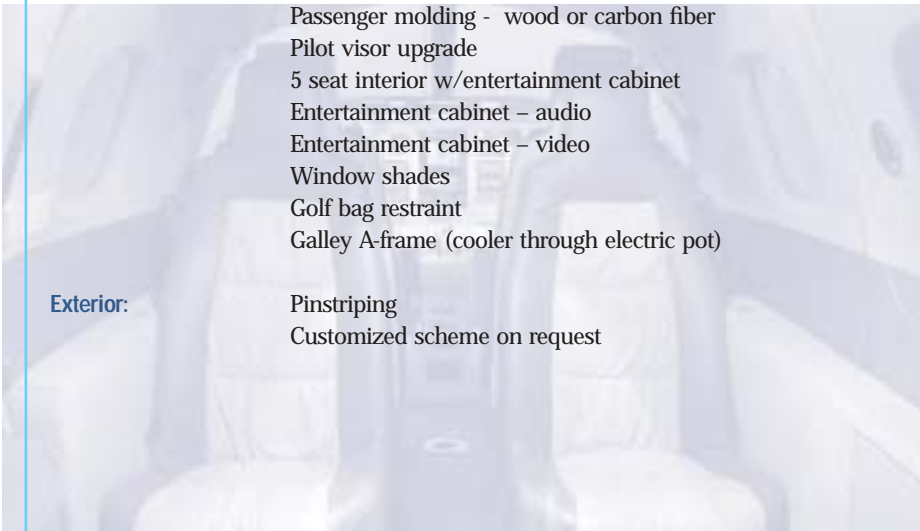 Passenger molding - wood or carbon fiber
Pilot visor upgrade
5 seat interior w/entertainment cabinet
Entertainment cabinet – audio
Entertainment cabinet – video
Window shades
Golf bag restraint
Galley A-frame (cooler through electric pot)
Exterior: Pinstriping
Customized scheme on request